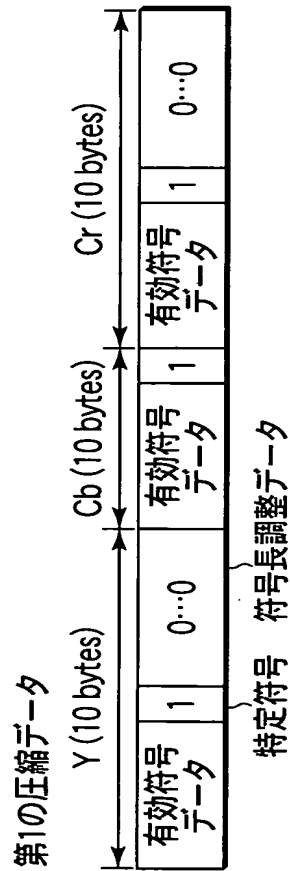 第1の圧縮データ
Y (10 bytes)
Cb (10 bytes)
Cr (10 bytes)
有効符号
データ
1
0…0
有効符号
データ
1
有効符号
データ
1
0…0
特定符号
符号長調整データ